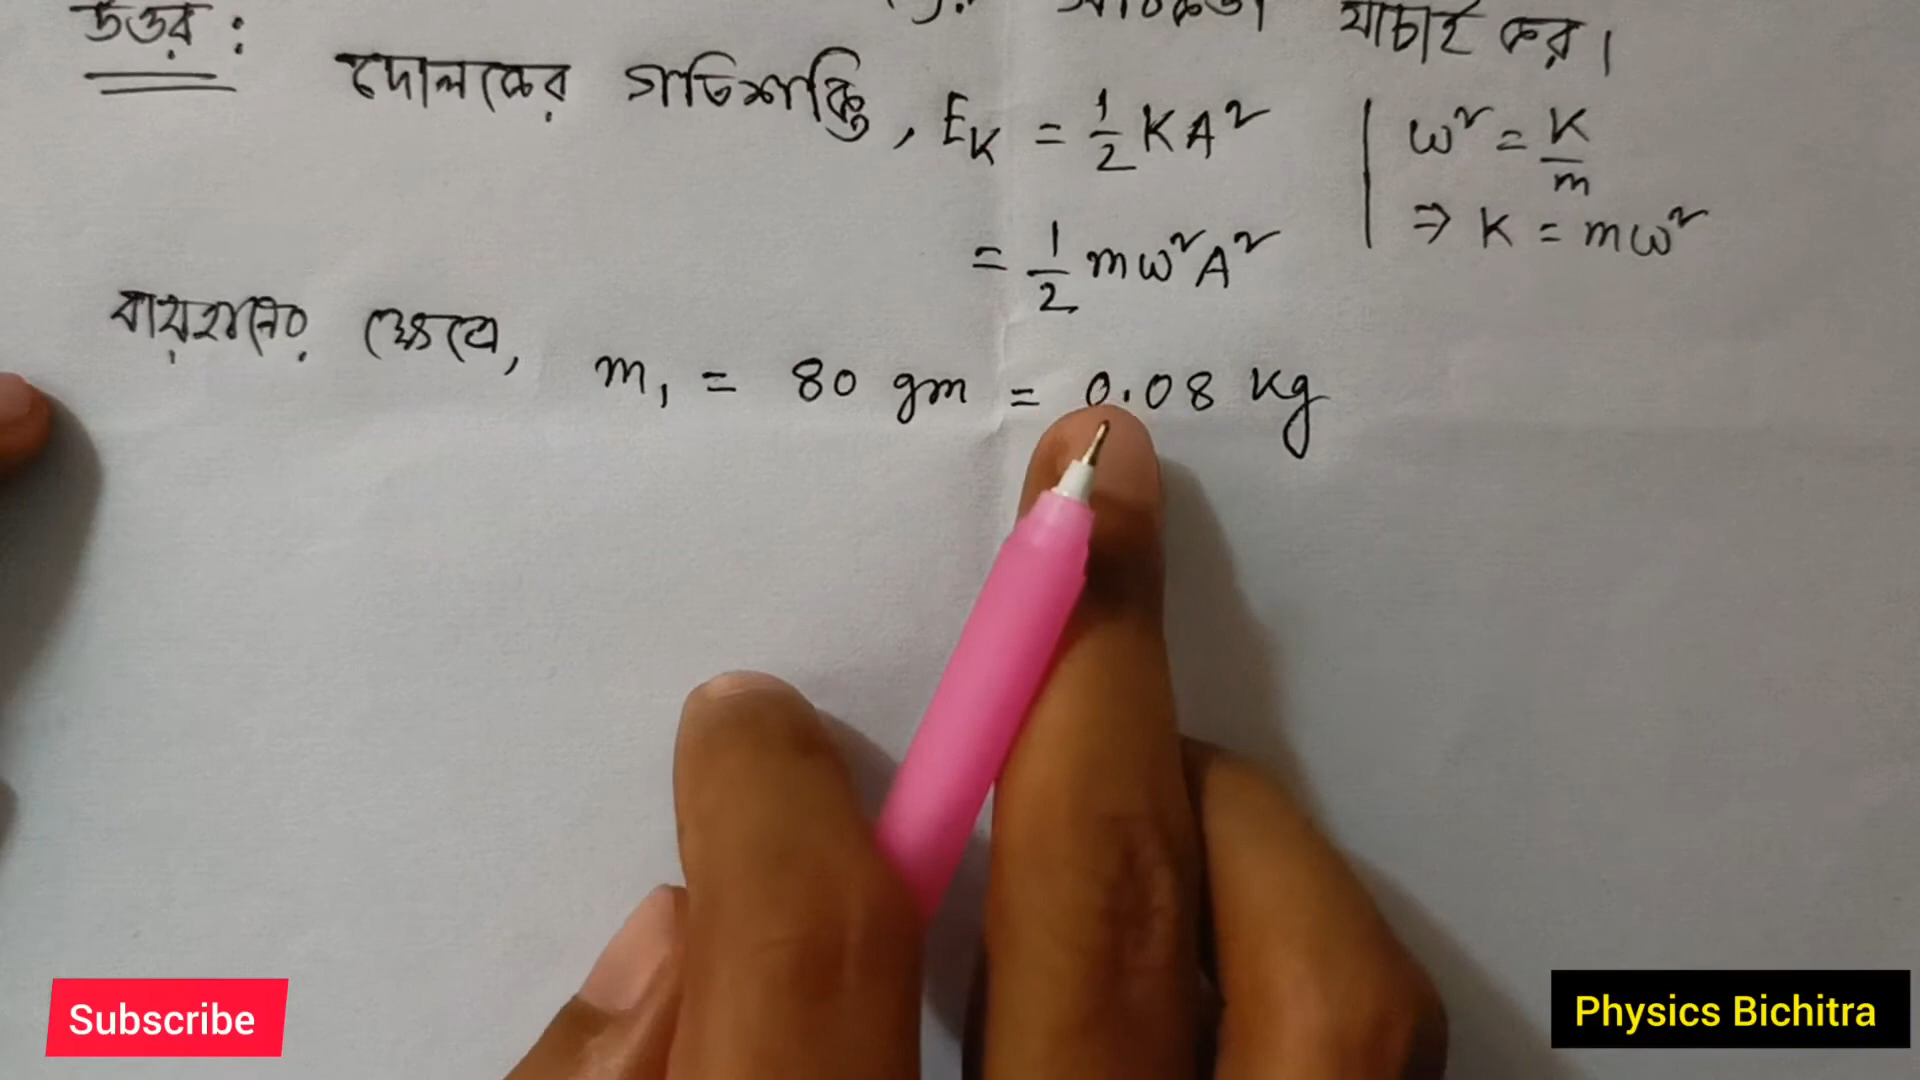 যাচাই কর।
উত্তর :
দোলকের গতিশক্তি, Eₖ = 1/2 KA² | ω² = K/m
= 1/2 mω²A² | ⇒ K = mω²
ক্ষেত্রে, m₁ = 80 gm = 0.08 kg
Subscribe
Physics Bichitra